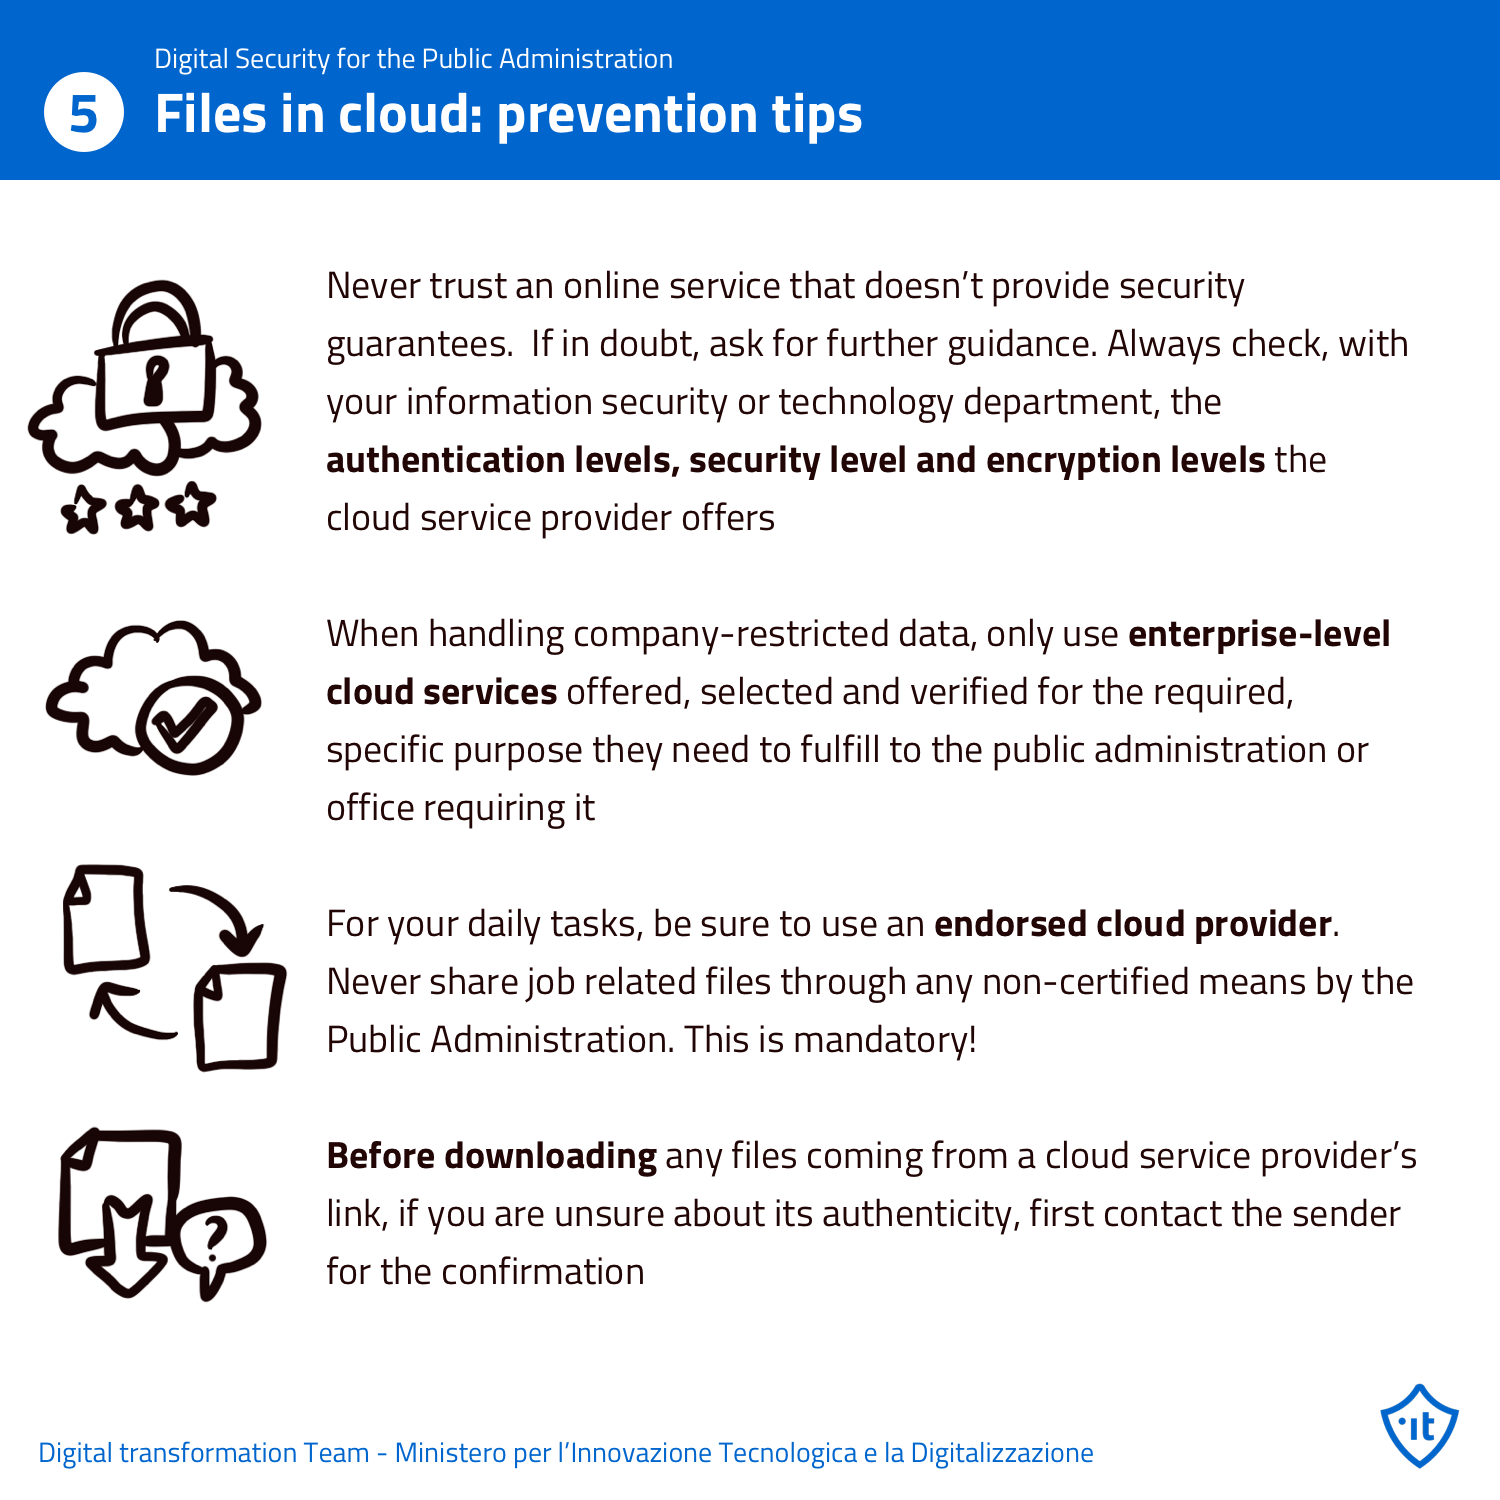 Digital Security for the Public Administration
5
Files in cloud: prevention tips
Never trust an online service that doesn’t provide security
guarantees.  If in doubt, ask for further guidance. Always check, with
your information security or technology department, the
authentication levels, security level and encryption levels the
cloud service provider offers
When handling company-restricted data, only use enterprise-level
cloud services offered, selected and verified for the required,
specific purpose they need to fulfill to the public administration or
office requiring it
For your daily tasks, be sure to use an endorsed cloud provider.
Never share job related files through any non-certified means by the
Public Administration. This is mandatory!
Before downloading any files coming from a cloud service provider’s
link, if you are unsure about its authenticity, first contact the sender
for the confirmation
?
Digital transformation Team - Ministero per l’Innovazione Tecnologica e la Digitalizzazione
.it